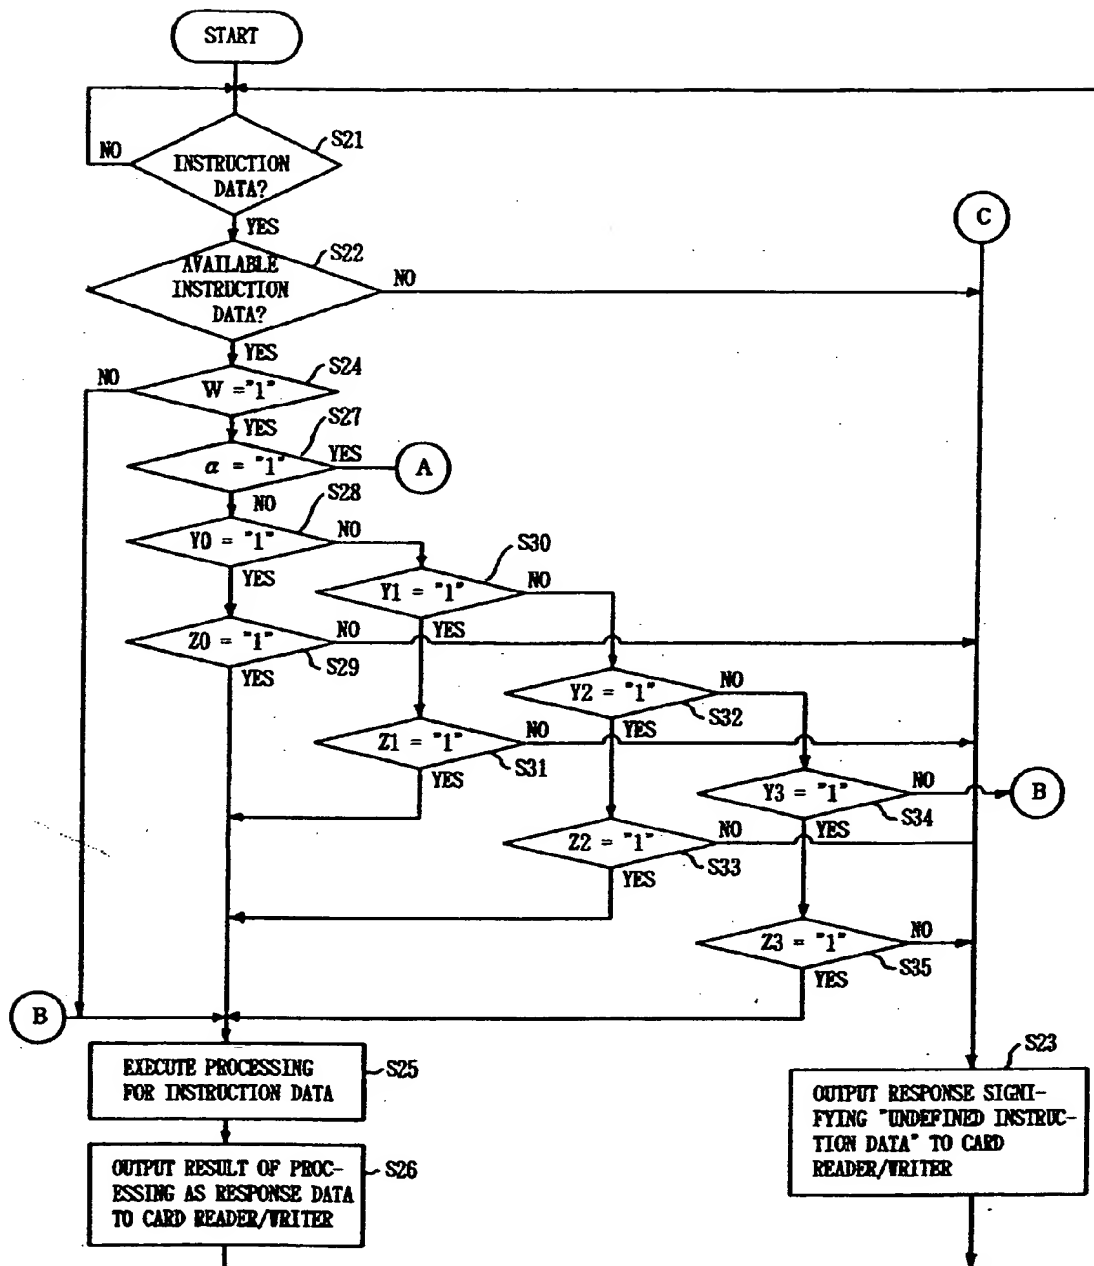 START
S21
NO
INSTRUCTION
DATA?
YES
C
S22
AVAILABLE
INSTRUCTION
DATA?
NO
YES
S24
NO
W ="1"
YES
S27
α = "1"
YES
A
NO
S28
Y0 = "1"
NO
YES
S30
Y1 = "1"
NO
YES
Z0 = "1"
NO
S29
YES
Y2 = "1"
NO
S32
YES
Z1 = "1"
NO
S31
YES
Y3 = "1"
NO
B
S34
YES
Z2 = "1"
NO
S33
YES
Z3 = "1"
NO
S35
YES
B
EXECUTE PROCESSING
FOR INSTRUCTION DATA
S25
S23
OUTPUT RESPONSE SIGNI-
FYING "UNDEFINED INSTRUC-
TION DATA" TO CARD
READER/WRITER
OUTPUT RESULT OF PROC-
ESSING AS RESPONSE DATA
TO CARD READER/WRITER
S26